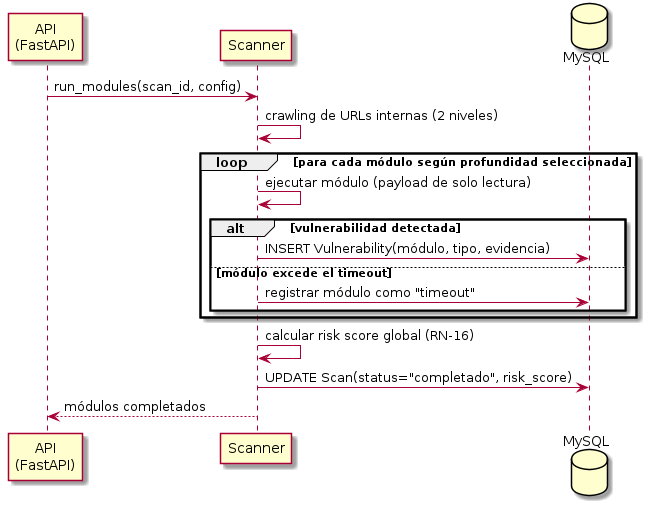 API
(FastAPI)
Scanner
MySQL
run_modules(scan_id, config)
crawling de URLs internas (2 niveles)
loop
[para cada módulo según profundidad seleccionada]
ejecutar módulo (payload de solo lectura)
alt
[vulnerabilidad detectada]
INSERT Vulnerability(módulo, tipo, evidencia)
[módulo excede el timeout]
registrar módulo como "timeout"
calcular risk score global (RN-16)
UPDATE Scan(status="completado", risk_score)
módulos completados
API
(FastAPI)
Scanner
MySQL